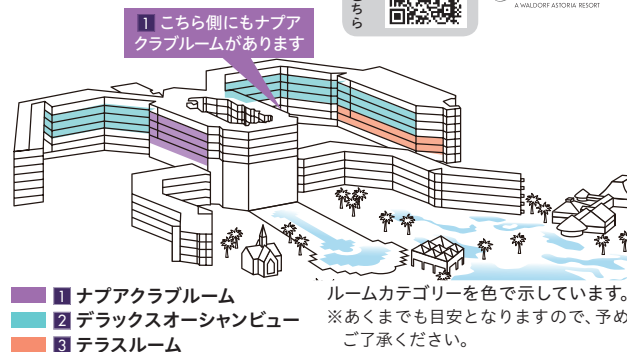 1 こちら側にもナプア
クラブルームがあります
こちら
A WALDORF ASTORIA RESORT
1 ナプアクラブルーム
2 デラックスオーシャンビュー
3 テラスルーム
ルームカテゴリーを色で示しています。
※あくまでも目安となりますので、予め
ご了承ください。